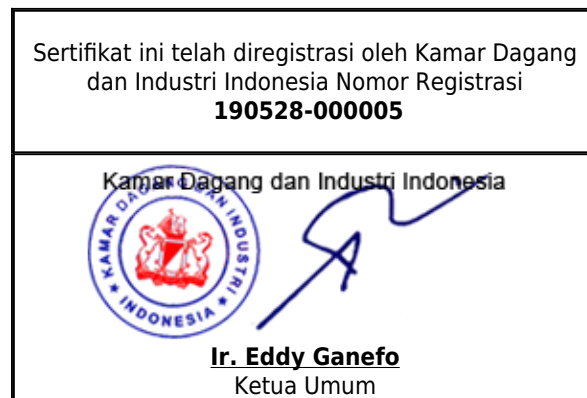 Sertifikat ini telah diregistrasi oleh Kamar Dagang
dan Industri Indonesia Nomor Registrasi
190528-000005
Kamar Dagang dan Industri Indonesia
KAMAR DAGANG DAN INDUSTRI
INDONESIA
Ir. Eddy Ganefo
Ketua Umum